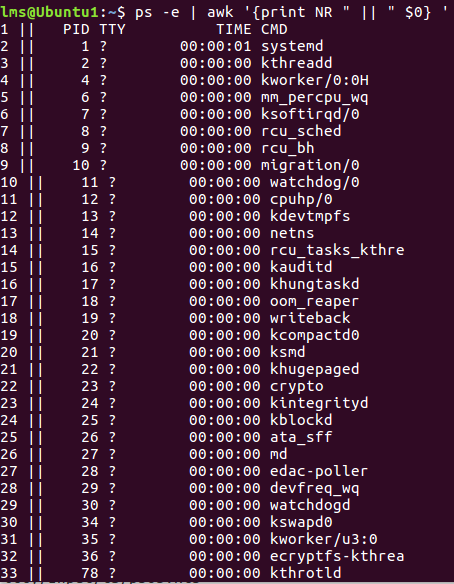 lms@Ubuntu1:~$ ps -e | awk '{print NR " || " $0} '
1 ||   PID TTY          TIME CMD
2 ||     1 ?        00:00:01 systemd
3 ||     2 ?        00:00:00 kthreadd
4 ||     4 ?        00:00:00 kworker/0:0H
5 ||     6 ?        00:00:00 mm_percpu_wq
6 ||     7 ?        00:00:00 ksoftirqd/0
7 ||     8 ?        00:00:00 rcu_sched
8 ||     9 ?        00:00:00 rcu_bh
9 ||    10 ?        00:00:00 migration/0
10 ||    11 ?        00:00:00 watchdog/0
11 ||    12 ?        00:00:00 cpuhp/0
12 ||    13 ?        00:00:00 kdevtmpfs
13 ||    14 ?        00:00:00 netns
14 ||    15 ?        00:00:00 rcu_tasks_kthre
15 ||    16 ?        00:00:00 kauditd
16 ||    17 ?        00:00:00 khungtaskd
17 ||    18 ?        00:00:00 oom_reaper
18 ||    19 ?        00:00:00 writeback
19 ||    20 ?        00:00:00 kcompactd0
20 ||    21 ?        00:00:00 ksmd
21 ||    22 ?        00:00:00 khugepaged
22 ||    23 ?        00:00:00 crypto
23 ||    24 ?        00:00:00 kintegrityd
24 ||    25 ?        00:00:00 kblockd
25 ||    26 ?        00:00:00 ata_sff
26 ||    27 ?        00:00:00 md
27 ||    28 ?        00:00:00 edac-poller
28 ||    29 ?        00:00:00 devfreq_wq
29 ||    30 ?        00:00:00 watchdogd
30 ||    34 ?        00:00:00 kswapd0
31 ||    35 ?        00:00:00 kworker/u3:0
32 ||    36 ?        00:00:00 ecryptfs-kthrea
33 ||    78 ?        00:00:00 kthrotld